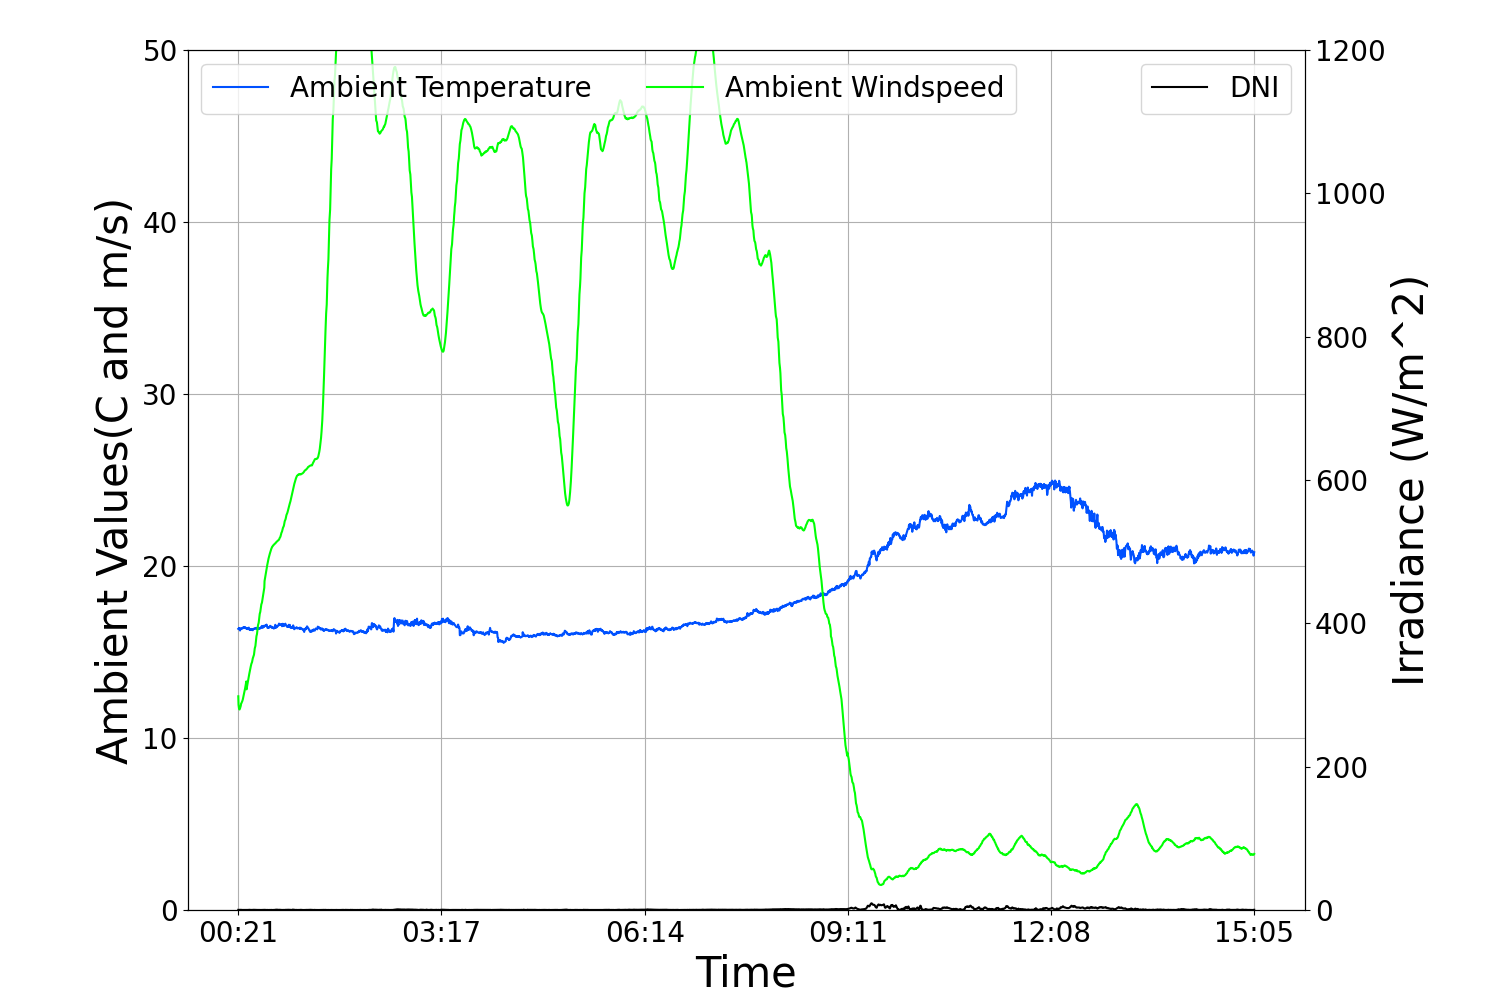 Ambient Temperature Ambient Windspeed DNI
50
40
30
20
10
0
Ambient Values(C and m/s)
1200
1000
800
600
400
200
0
Irradiance (W/m^2)
00:21 03:17 06:14 09:11 12:08 15:05
Time